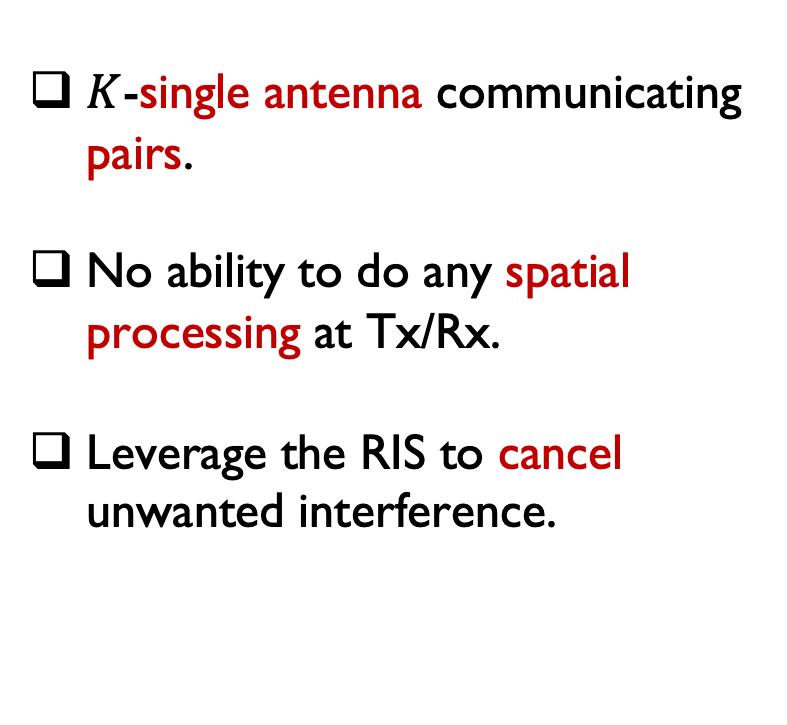 ❑ K-single antenna communicating
pairs.
❑ No ability to do any spatial
processing at Tx/Rx.
❑ Leverage the RIS to cancel
unwanted interference.